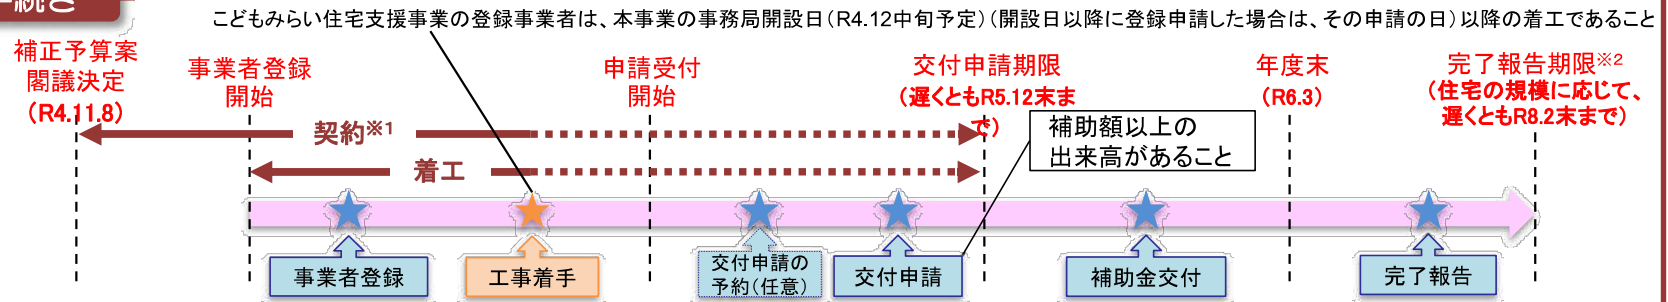 続き
こどもみらい住宅支援事業の登録事業者は、本事業の事務局開設日(R4.12中旬予定)(開設日以降に登録申請した場合は、その申請の日)以降の着工であること
補正予算案
閣議決定
(R4.11.8)
事業者登録
開始
申請受付
開始
交付申請期限
(遅くともR5.12末ま
で)
年度末
(R6.3)
完了報告期限※2
(住宅の規模に応じて、
遅くともR8.2末まで)
契約※1
着工
補助額以上の
出来高があること
事業者登録
工事着手
交付申請の
予約(任意)
交付申請
補助金交付
完了報告